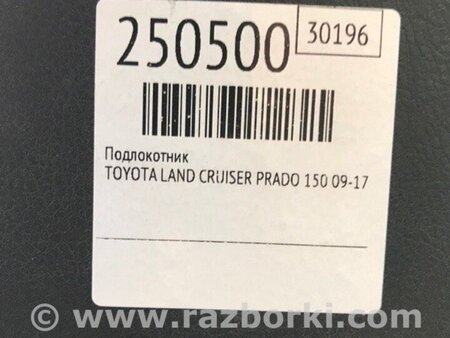 250500
30196
Подлокотник
TOYOTA LAND CRUISER PRADO 150 09-17
© www.razborki.com